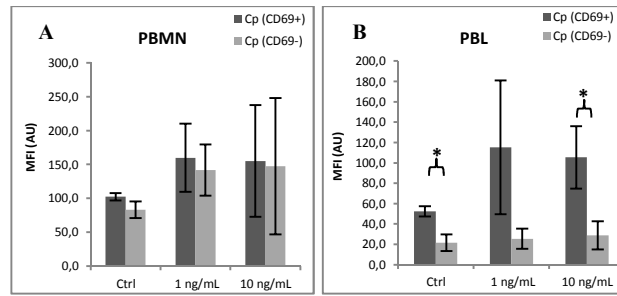 A
PBMN
Cp (CD69+)
Cp (CD69-)
MFI (AU)
300,0
250,0
200,0
150,0
100,0
50,0
0,0
Ctrl 1 ng/mL 10 ng/mL
B
PBL
Cp (CD69+)
Cp (CD69-)
MFI (AU)
200,0
180,0
160,0
140,0
120,0
100,0
80,0
60,0
40,0
20,0
0,0
*
*
Ctrl 1 ng/mL 10 ng/mL